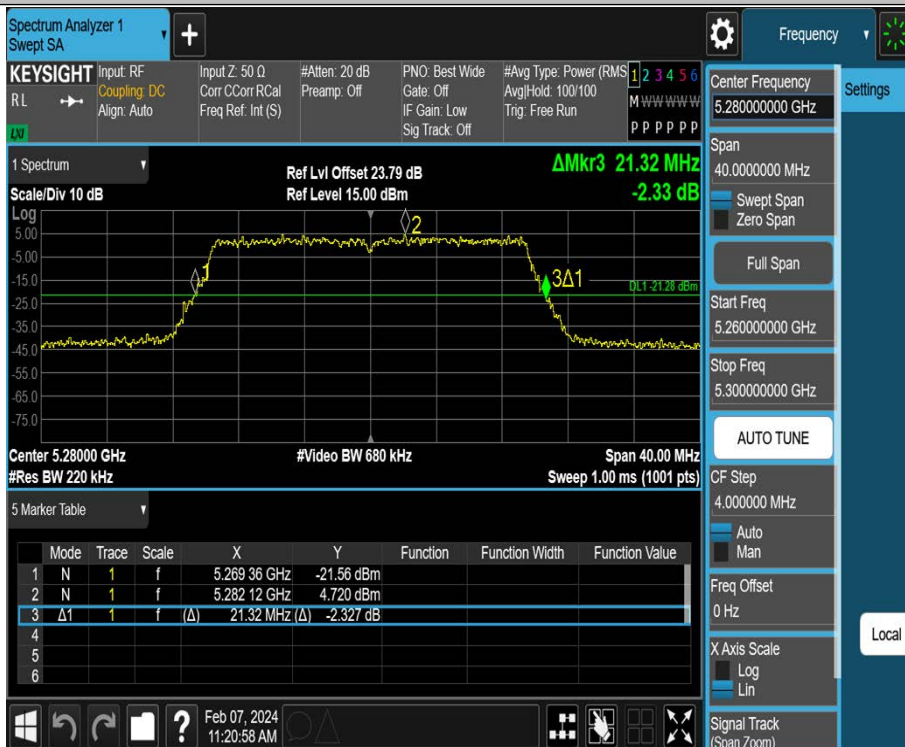 Spectrum Analyzer 1
Swept SA
+
Frequency
KEYSIGHT
RL
LXI
Input: RF
Coupling: DC
Align: Auto
Input Z: 50 Ω
Corr CCorr RCal
Freq Ref: Int (S)
#Atten: 20 dB
Preamp: Off
PNO: Best Wide
Gate: Off
IF Gain: Low
Sig Track: Off
#Avg Type: Power (RMS
Avg|Hold: 100/100
Trig: Free Run
1 2 3 4 5 6
M W W W W W
P P P P P P
1 Spectrum
Scale/Div 10 dB
Ref Lvl Offset 23.79 dB
Ref Level 15.00 dBm
ΔMkr3 21.32 MHz
-2.33 dB
Log
5.00
-5.00
-15.0
-25.0
-35.0
-45.0
-55.0
-65.0
-75.0
1
2
3Δ1
DL1 -21.28 dBm
Center 5.28000 GHz
#Video BW 680 kHz
Span 40.00 MHz
#Res BW 220 kHz
Sweep 1.00 ms (1001 pts)
5 Marker Table
Mode Trace Scale X Y Function Function Width Function Value
1 N 1 f 5.269 36 GHz -21.56 dBm
2 N 1 f 5.282 12 GHz 4.720 dBm
3 Δ1 1 f (Δ) 21.32 MHz (Δ) -2.327 dB
4
5
6
?
Feb 07, 2024
11:20:58 AM
Center Frequency
5.280000000 GHz
Span
40.0000000 MHz
Swept Span
Zero Span
Full Span
Start Freq
5.260000000 GHz
Stop Freq
5.300000000 GHz
AUTO TUNE
CF Step
4.000000 MHz
Auto
Man
Freq Offset
0 Hz
X Axis Scale
Log
Lin
Signal Track
(Span Zoom)
Settings
Local